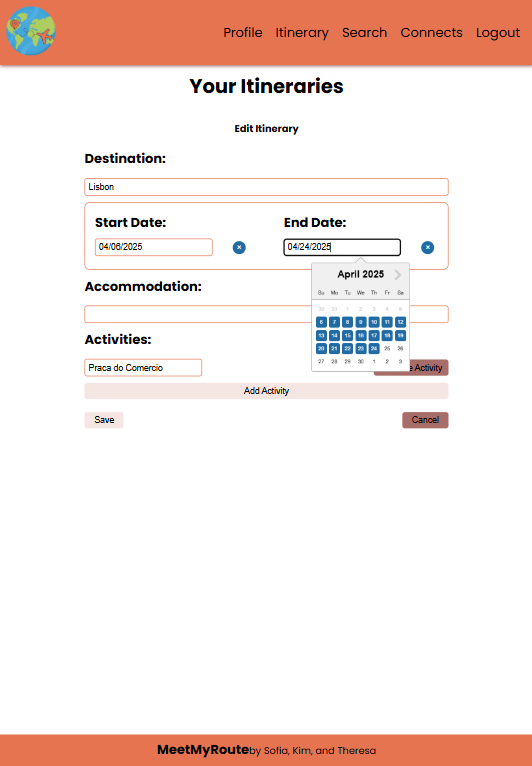 Profile Itinerary Search Connects Logout
Your Itineraries
Edit Itinerary
Destination:
Lisbon
Start Date: End Date:
04/06/2025 04/24/2025
April 2025
Su Mo Tu We Th Fr Sa
30 31 1 2 3 4 5
6 7 8 9 10 11 12
13 14 15 16 17 18 19
20 21 22 23 24 25 26
27 28 29 30 1 2 3
Accommodation:
Activities:
Praca do Comercio Activity
Add Activity
Save Cancel
MeetMyRoute by Sofia, Kim, and Theresa